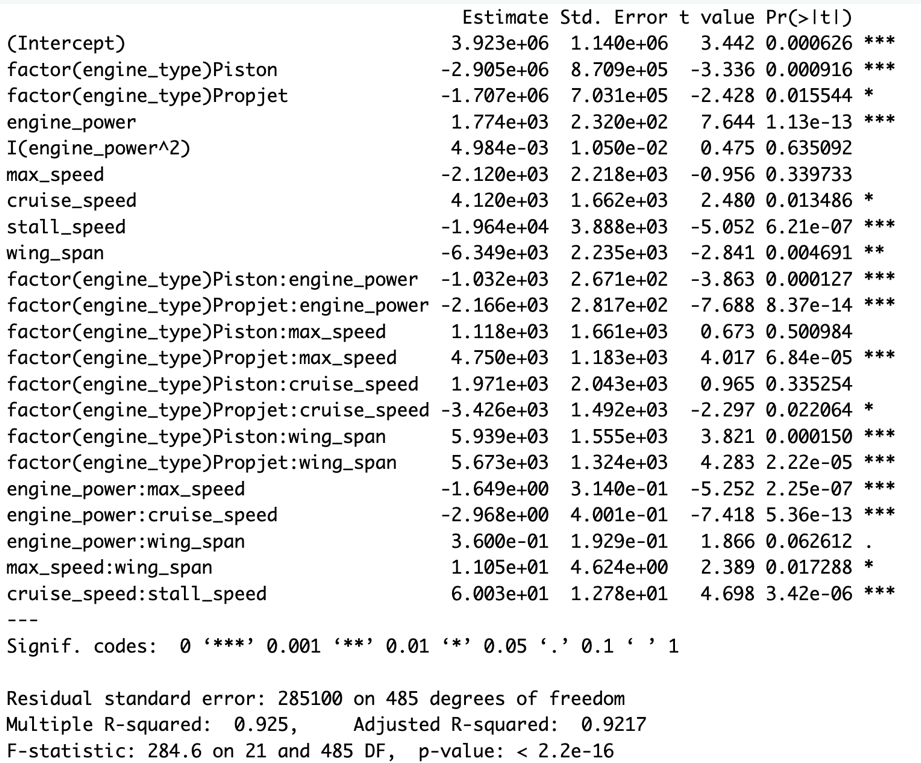 Estimate Std. Error t value Pr(>|t|)
(Intercept) 3.923e+06 1.140e+06 3.442 0.000626 ***
factor(engine_type)Piston -2.905e+06 8.709e+05 -3.336 0.000916 ***
factor(engine_type)Propjet -1.707e+06 7.031e+05 -2.428 0.015544 *
engine_power 1.774e+03 2.320e+02 7.644 1.13e-13 ***
I(engine_power^2) 4.984e-03 1.050e-02 0.475 0.635092
max_speed -2.120e+03 2.218e+03 -0.956 0.339733
cruise_speed 4.120e+03 1.662e+03 2.480 0.013486 *
stall_speed -1.964e+04 3.888e+03 -5.052 6.21e-07 ***
wing_span -6.349e+03 2.235e+03 -2.841 0.004691 **
factor(engine_type)Piston:engine_power -1.032e+03 2.671e+02 -3.863 0.000127 ***
factor(engine_type)Propjet:engine_power -2.166e+03 2.817e+02 -7.688 8.37e-14 ***
factor(engine_type)Piston:max_speed 1.118e+03 1.661e+03 0.673 0.500984
factor(engine_type)Propjet:max_speed 4.750e+03 1.183e+03 4.017 6.84e-05 ***
factor(engine_type)Piston:cruise_speed 1.971e+03 2.043e+03 0.965 0.335254
factor(engine_type)Propjet:cruise_speed -3.426e+03 1.492e+03 -2.297 0.022064 *
factor(engine_type)Piston:wing_span 5.939e+03 1.555e+03 3.821 0.000150 ***
factor(engine_type)Propjet:wing_span 5.673e+03 1.324e+03 4.283 2.22e-05 ***
engine_power:max_speed -1.649e+00 3.140e-01 -5.252 2.25e-07 ***
engine_power:cruise_speed -2.968e+00 4.001e-01 -7.418 5.36e-13 ***
engine_power:wing_span 3.600e-01 1.929e-01 1.866 0.062612 .
max_speed:wing_span 1.105e+01 4.624e+00 2.389 0.017288 *
cruise_speed:stall_speed 6.003e+01 1.278e+01 4.698 3.42e-06 ***
---
Signif. codes: 0 ‘***’ 0.001 ‘**’ 0.01 ‘*’ 0.05 ‘.’ 0.1 ‘ ’ 1
Residual standard error: 285100 on 485 degrees of freedom
Multiple R-squared: 0.925, Adjusted R-squared: 0.9217
F-statistic: 284.6 on 21 and 485 DF, p-value: < 2.2e-16